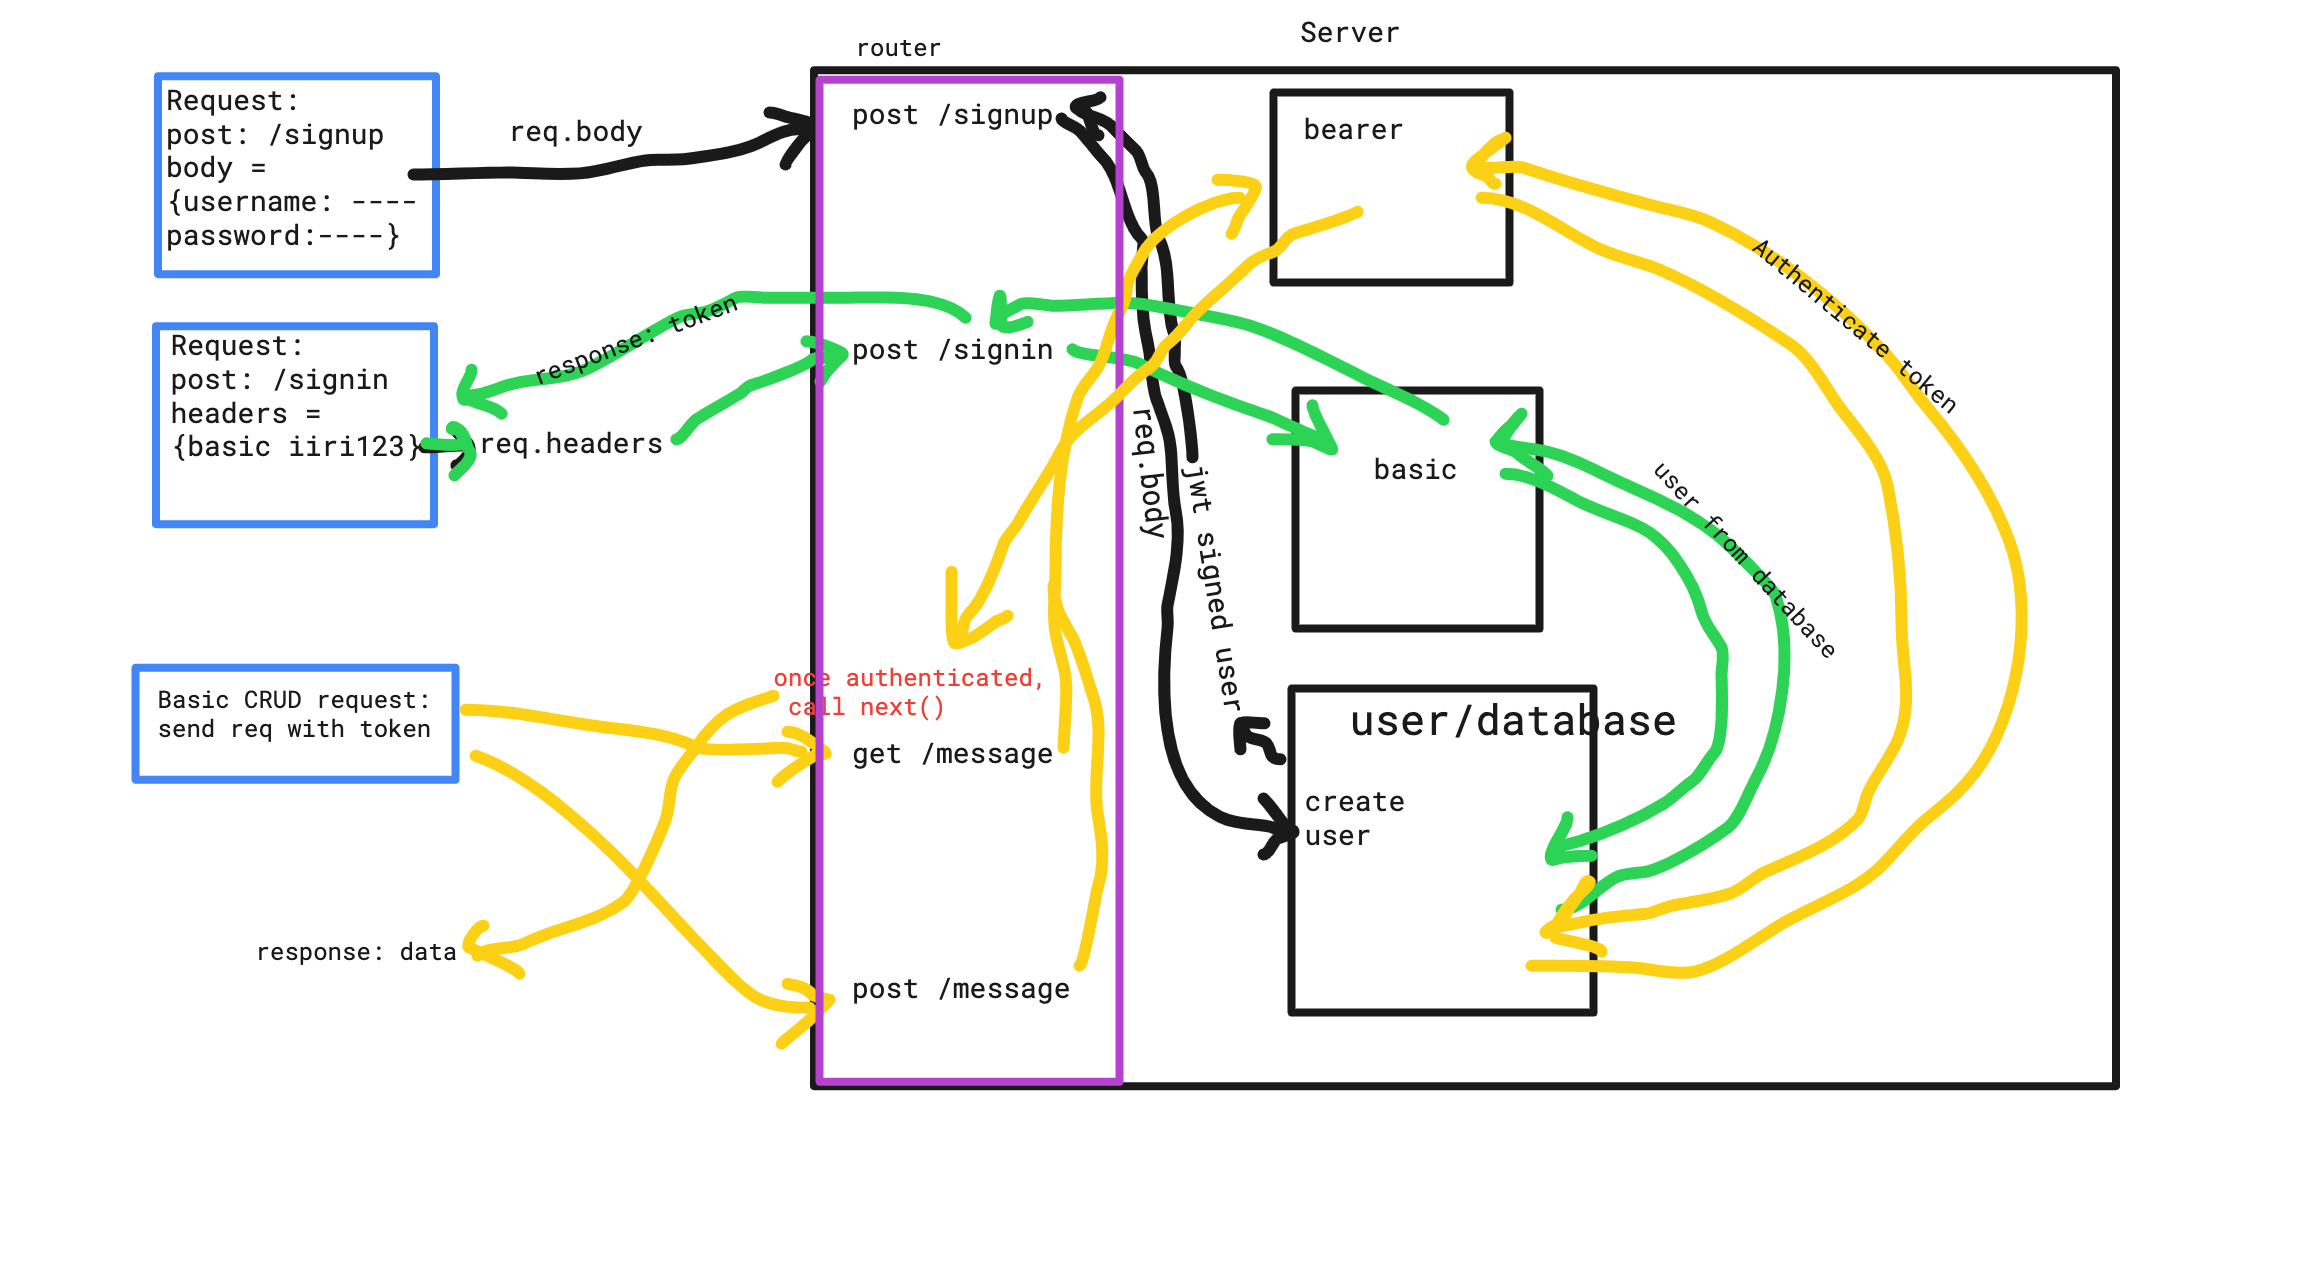 Server
router
Request:
post: /signup
body =
{username: ----
password:----}
req.body
post /signup
bearer
Authenticate token
response: token
Request:
post: /signin
headers =
{basic iiri123}
req.headers
post /signin
basic
req.body
jwt signed user
user from database
once authenticated,
call next()
Basic CRUD request:
send req with token
get /message
user/database
create
user
response: data
post /message